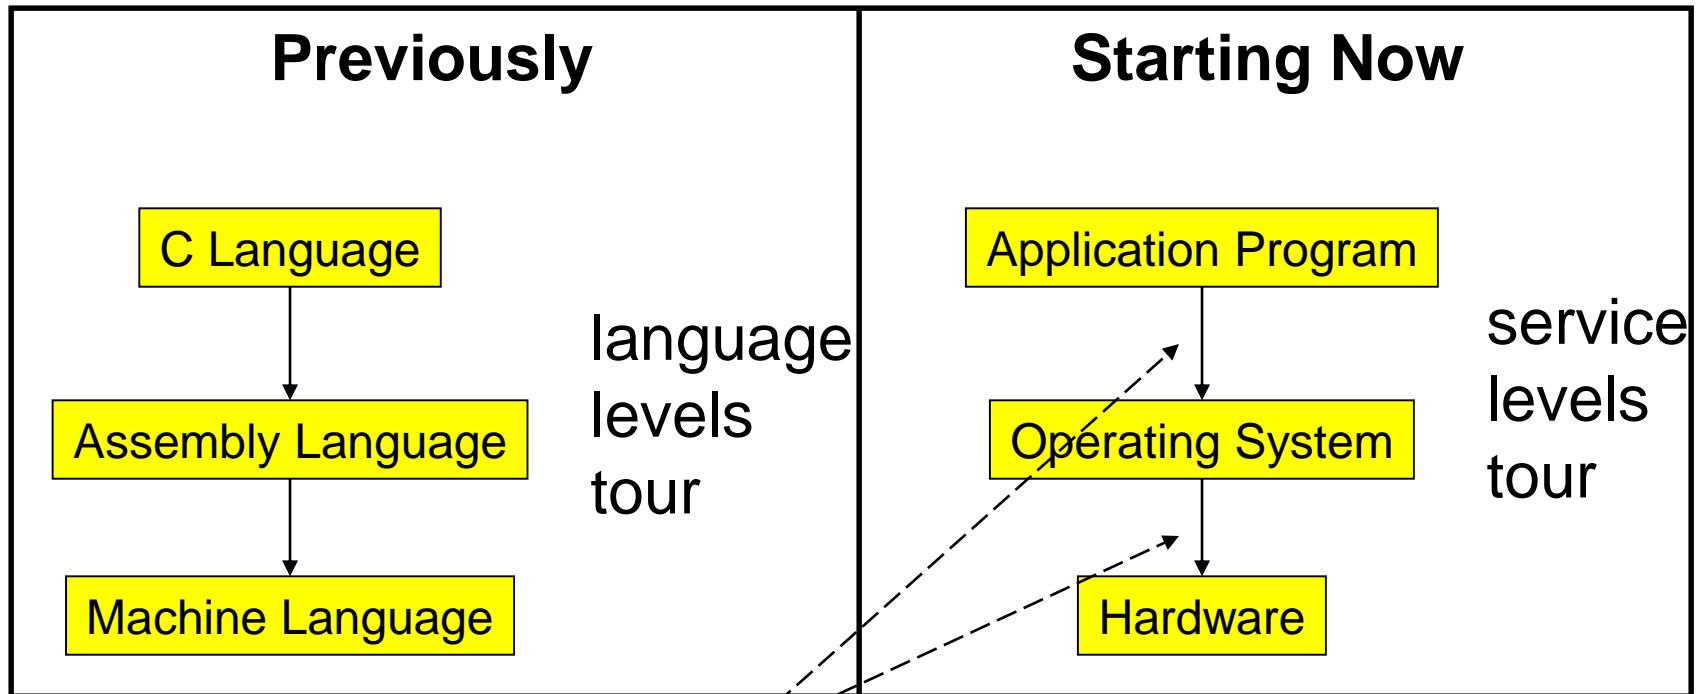 Previously
C Language
Assembly Language
Machine Language
language
levels
tour
Starting Now
Application Program
Operating System
Hardware
service
levels
tour